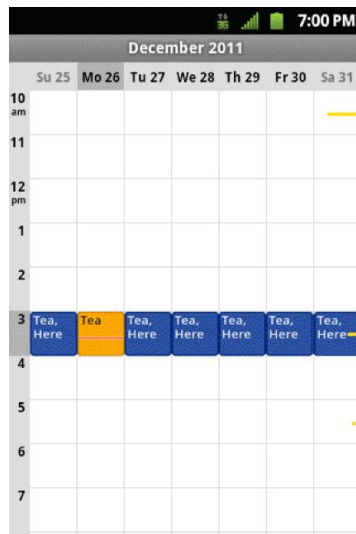 3G 7:00 PM
December 2011
Su 25 Mo 26 Tu 27 We 28 Th 29 Fr 30 Sa 31
10
am
11
12
pm
1
2
3 Tea, Tea Tea, Tea, Tea, Tea, Tea,
Here Here Here Here Here Here
4
5
6
7